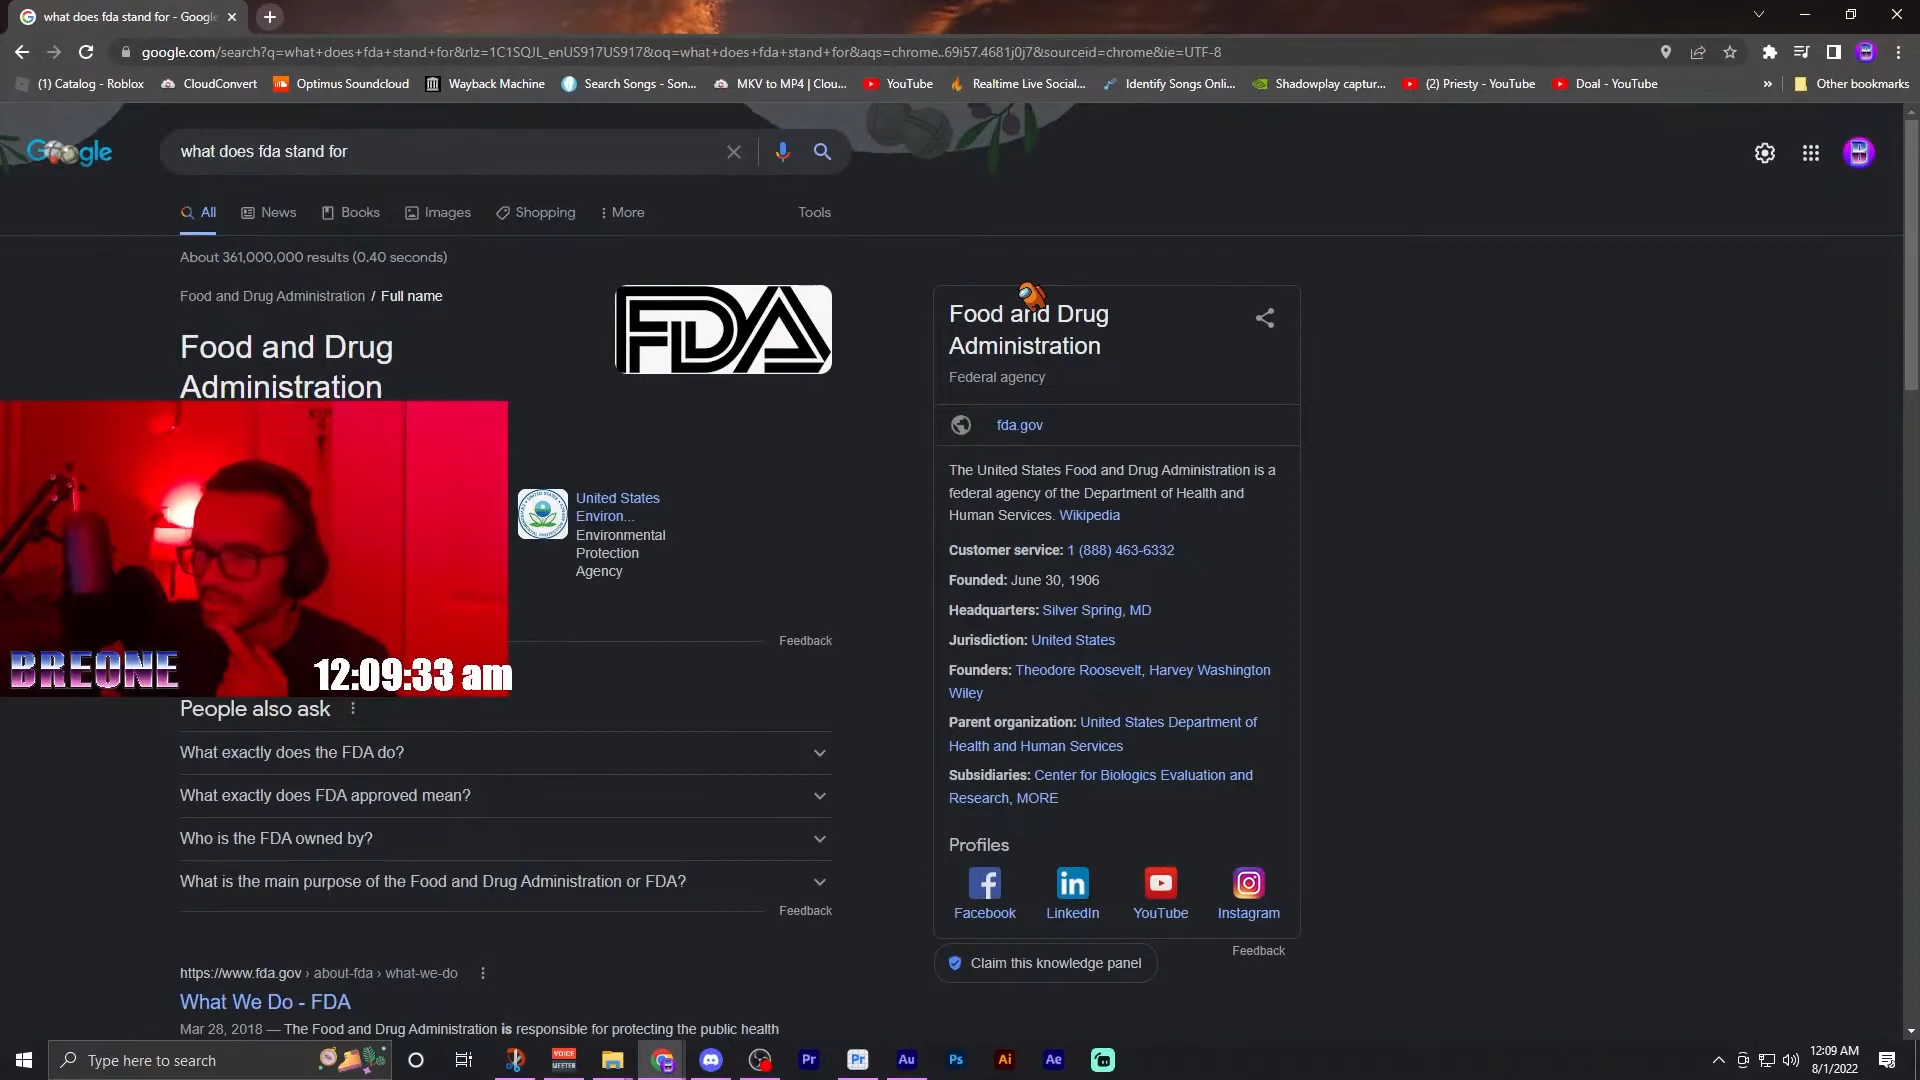 what does fda stand for - Google
google.com/search?q=what+does+fda+stand+for&rlz=1C1SQJL_enUS917US917&oq=what+does+fda+stand+for&aqs=chrome..69i57.4681j0j7&sourceid=chrome&ie=UTF-8
(1) Catalog - Roblox
CloudConvert
Optimus Soundcloud
Wayback Machine
Search Songs - Son...
MKV to MP4 | Clou...
YouTube
Realtime Live Social...
Identify Songs Onli...
Shadowplay captur...
(2) Priesty - YouTube
Doal - YouTube
»
Other bookmarks
Google
what does fda stand for
B
All
News
Books
Images
Shopping
More
Tools
About 361,000,000 results (0.40 seconds)
Food and Drug Administration / Full name
Food and Drug
Administration
FDA
United States
Environ...
Environmental
Protection
Agency
Feedback
BREONE
12:09:33 am
People also ask
What exactly does the FDA do?
What exactly does FDA approved mean?
Who is the FDA owned by?
What is the main purpose of the Food and Drug Administration or FDA?
Feedback
https://www.fda.gov › about-fda › what-we-do
What We Do - FDA
Mar 28, 2018 — The Food and Drug Administration is responsible for protecting the public health
Food and Drug
Administration
Federal agency
fda.gov
The United States Food and Drug Administration is a
federal agency of the Department of Health and
Human Services. Wikipedia
Customer service: 1 (888) 463-6332
Founded: June 30, 1906
Headquarters: Silver Spring, MD
Jurisdiction: United States
Founders: Theodore Roosevelt, Harvey Washington
Wiley
Parent organization: United States Department of
Health and Human Services
Subsidiaries: Center for Biologics Evaluation and
Research, MORE
Profiles
Facebook
LinkedIn
YouTube
Instagram
Feedback
Claim this knowledge panel
Type here to search
VOICE
MEETER
Pr
Pr
Au
Ps
Ai
Ae
12:09 AM
8/1/2022